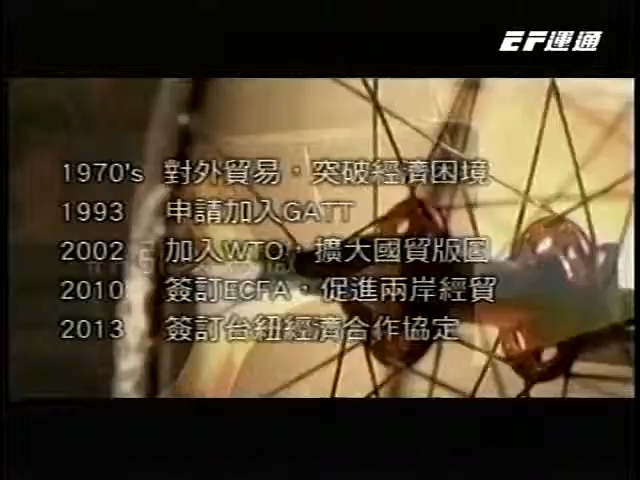 EF運通
1970's 對外貿易，突破經濟困境
1993 申請加入GATT
2002 加入WTO，擴大國貿版圖
2010 簽訂ECFA，促進兩岸經貿
2013 簽訂台紐經濟合作協定